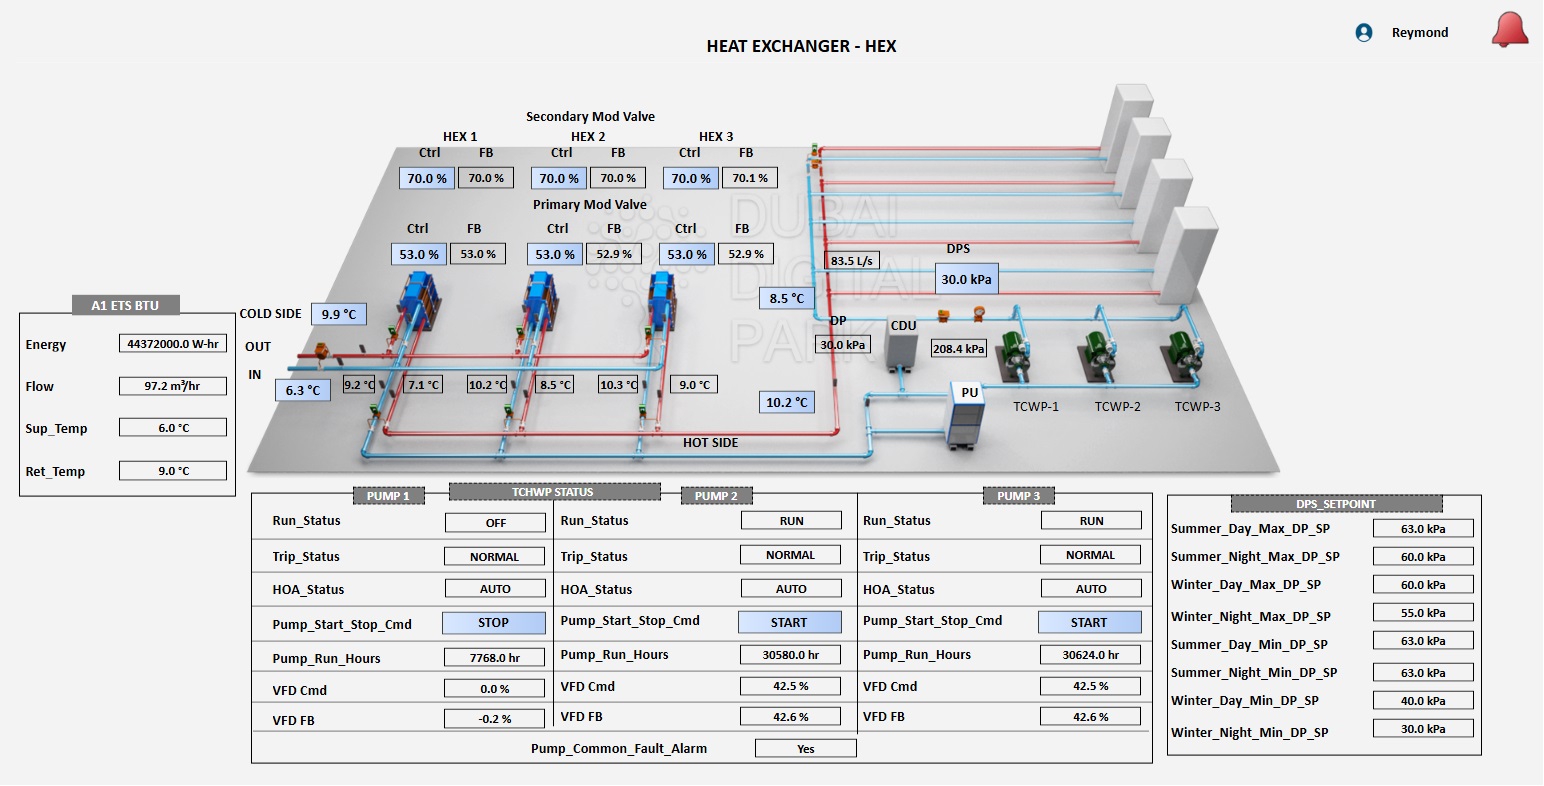 Reymond
HEAT EXCHANGER - HEX
Secondary Mod Valve
HEX 1 HEX 2 HEX 3
Ctrl FB Ctrl FB Ctrl FB
70.0 % 70.0 % 70.0 % 70.0 % 70.0 % 70.1 %
Primary Mod Valve
Ctrl FB Ctrl FB Ctrl FB
53.0 % 53.0 % 53.0 % 52.9 % 53.0 % 52.9 %
DUBAI
DIGITAL
PARK
83.5 L/s
DPS
30.0 kPa
8.5 °C
DP
30.0 kPa
CDU
208.4 kPa
10.2 °C
PU
TCWP-1 TCWP-2 TCWP-3
COLD SIDE 9.9 °C
OUT
IN
6.3 °C
9.2 °C 7.1 °C 10.2 °C 8.5 °C 10.3 °C 9.0 °C
HOT SIDE
A1 ETS BTU
Energy 44372000.0 W-hr
Flow 97.2 m³/hr
Sup_Temp 6.0 °C
Ret_Temp 9.0 °C
TCHWP STATUS
PUMP 1 PUMP 2 PUMP 3
Run_Status OFF Run_Status RUN Run_Status RUN
Trip_Status NORMAL Trip_Status NORMAL Trip_Status NORMAL
HOA_Status AUTO HOA_Status AUTO HOA_Status AUTO
Pump_Start_Stop_Cmd STOP Pump_Start_Stop_Cmd START Pump_Start_Stop_Cmd START
Pump_Run_Hours 7768.0 hr Pump_Run_Hours 30580.0 hr Pump_Run_Hours 30624.0 hr
VFD Cmd 0.0 % VFD Cmd 42.5 % VFD Cmd 42.5 %
VFD FB -0.2 % VFD FB 42.6 % VFD FB 42.6 %
Pump_Common_Fault_Alarm Yes
DPS_SETPOINT
Summer_Day_Max_DP_SP 63.0 kPa
Summer_Night_Max_DP_SP 60.0 kPa
Winter_Day_Max_DP_SP 60.0 kPa
Winter_Night_Max_DP_SP 55.0 kPa
Summer_Day_Min_DP_SP 63.0 kPa
Summer_Night_Min_DP_SP 63.0 kPa
Winter_Day_Min_DP_SP 40.0 kPa
Winter_Night_Min_DP_SP 30.0 kPa